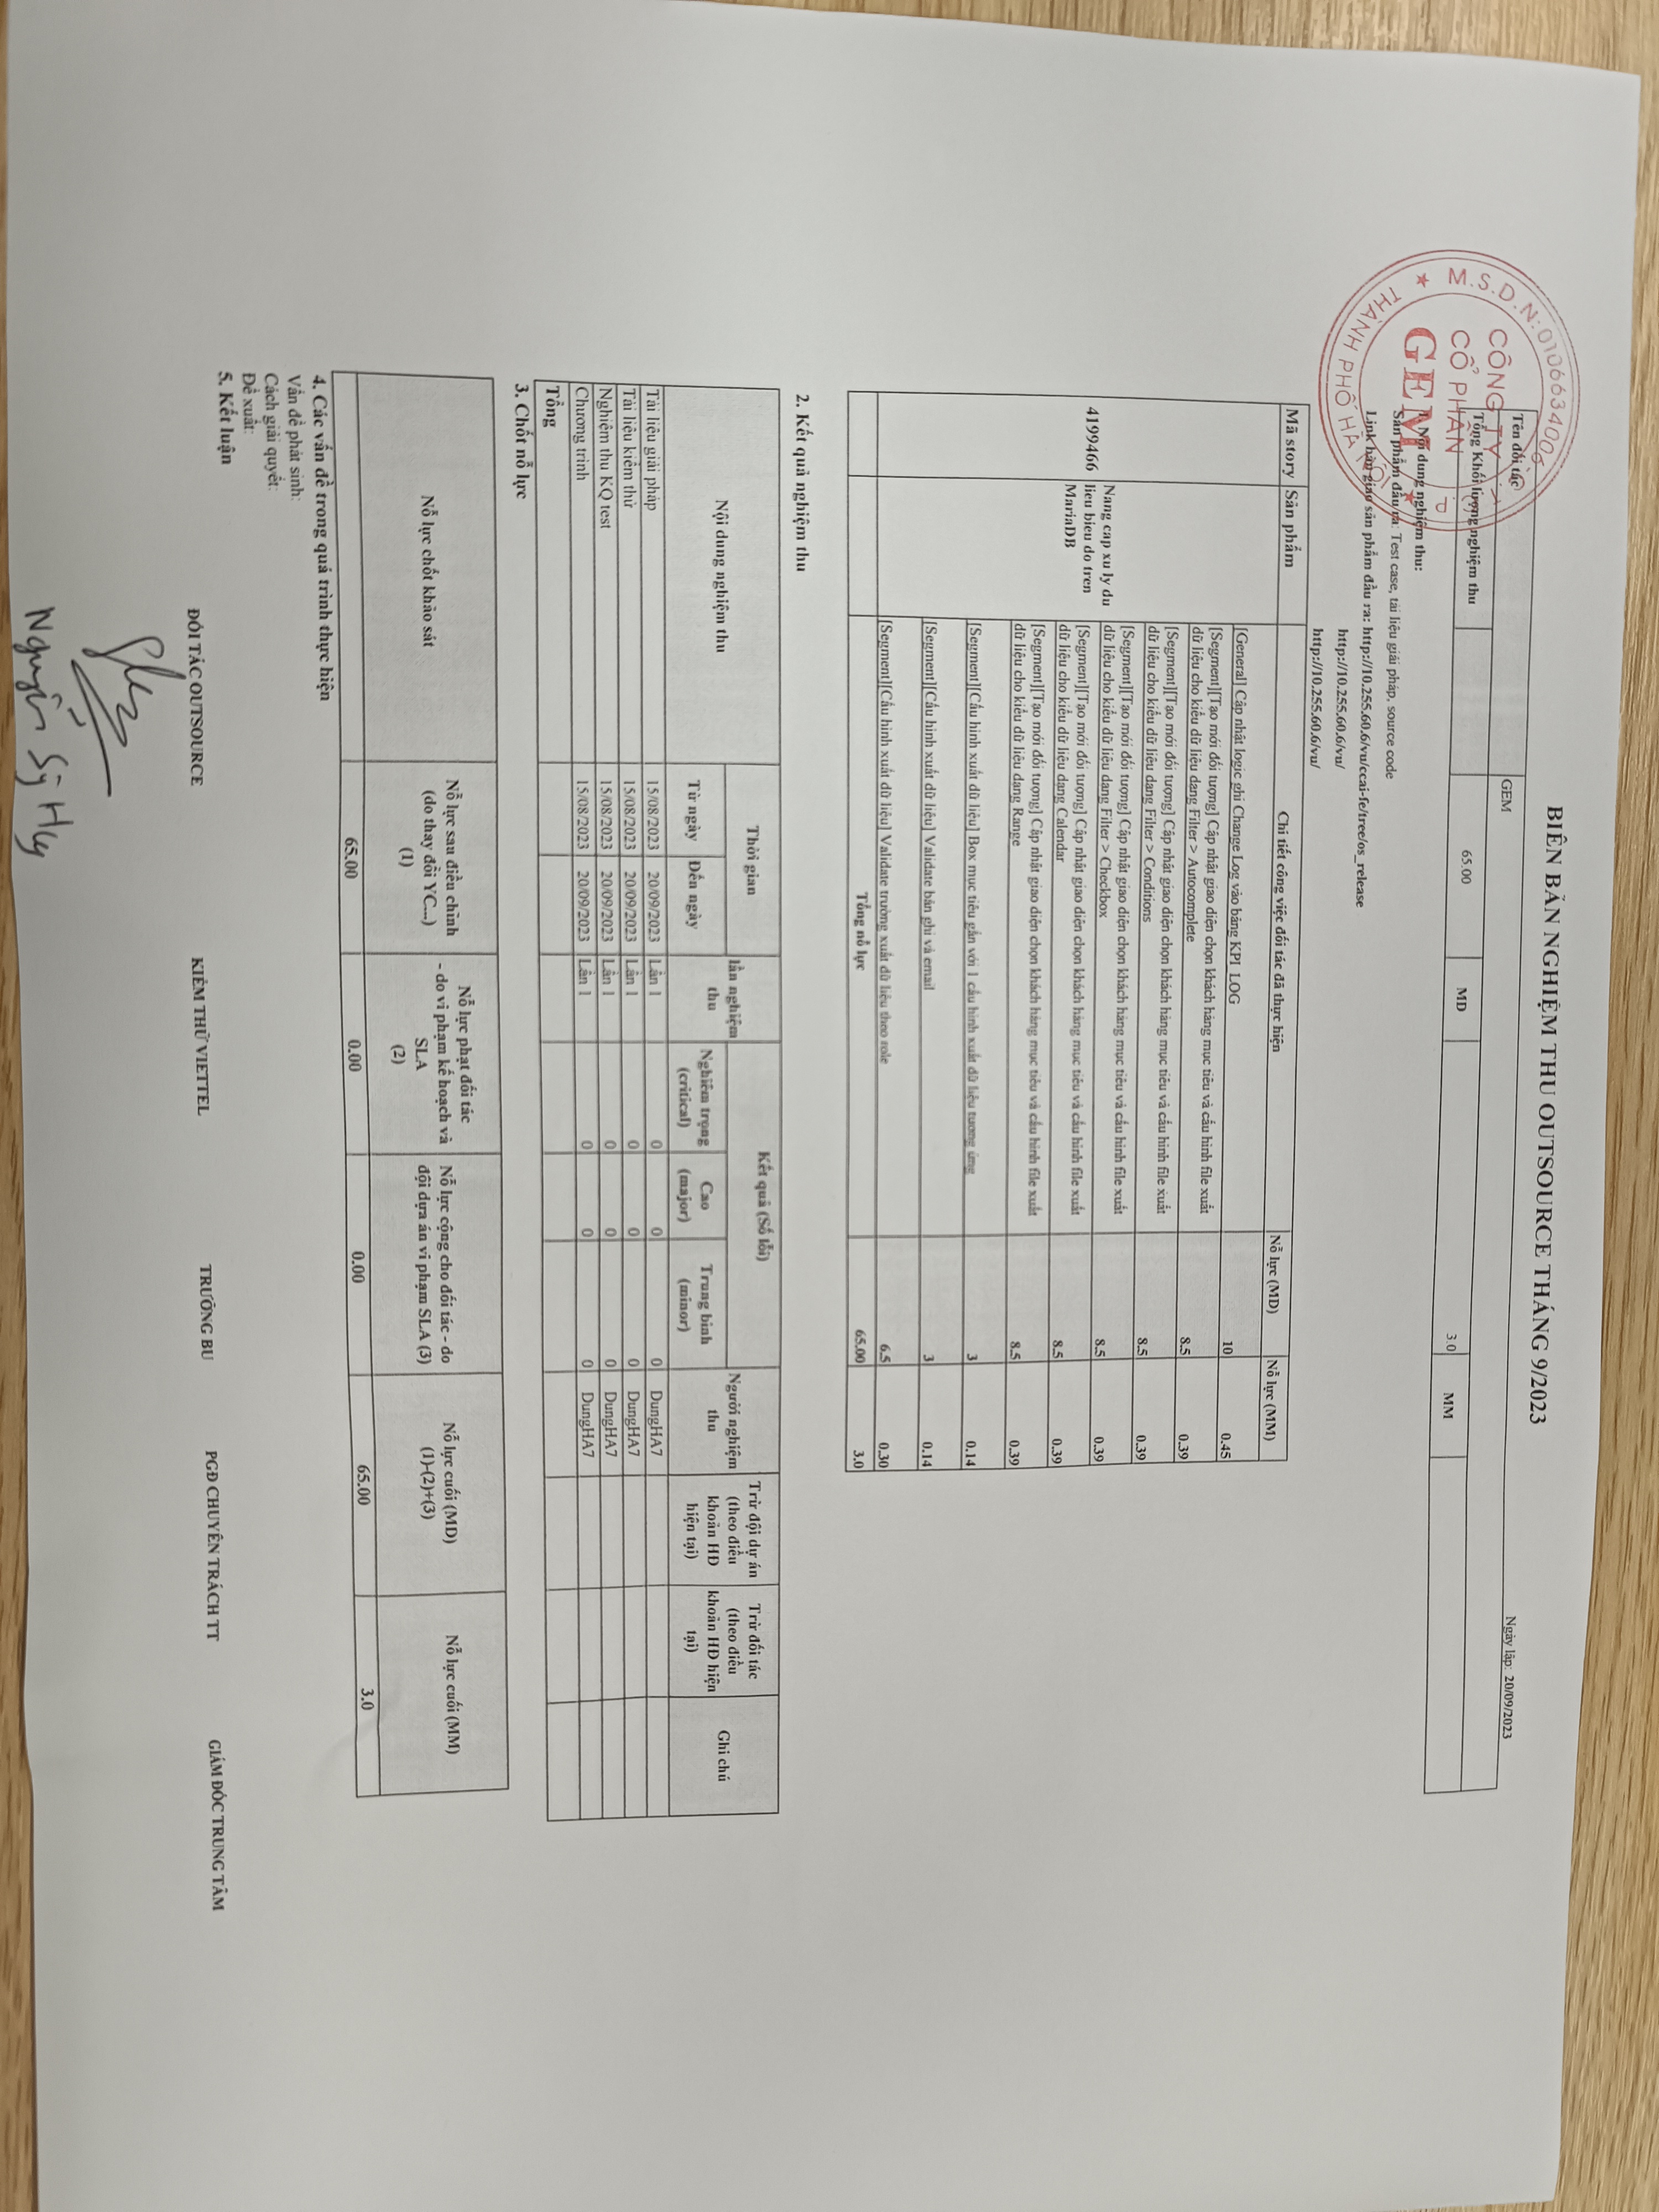 BIÊN BẢN NGHIỆM THU OUTSOURCE THÁNG 9/2023
Ngày lập: 20/09/2023
Tên đối tác GEM
Tổng Khối lượng nghiệm thu 65.00 MD 3.0 MM
M.S.D.N:0106634006
CÔNG TY
CỔ PHẦN
GEM
THÀNH PHỐ HÀ NỘI
1. Nội dung nghiệm thu:
Sản phẩm đầu ra: Test case, tài liệu giải pháp, source code
Link bàn giao sản phẩm đầu ra: http://10.255.60.6/vu/ccai-fe/tree/os_release
http://10.255.60.6/vu/
http://10.255.60.6/vu/
Mã story Sản phẩm Chi tiết công việc đối tác đã thực hiện Nỗ lực (MD) Nỗ lực (MM)
4199466 Nang cap xu ly du
lieu bieu do tren
MariaDB
[General] Cập nhật logic ghi Change Log vào bảng KPI_LOG 10 0.45
[Segment][Tạo mới đối tượng] Cập nhật giao diện chọn khách hàng mục tiêu và cấu hình file xuất
dữ liệu cho kiểu dữ liệu dạng Filter > Autocomplete 8.5 0.39
[Segment][Tạo mới đối tượng] Cập nhật giao diện chọn khách hàng mục tiêu và cấu hình file xuất
dữ liệu cho kiểu dữ liệu dạng Filter > Conditions 8.5 0.39
[Segment][Tạo mới đối tượng] Cập nhật giao diện chọn khách hàng mục tiêu và cấu hình file xuất
dữ liệu cho kiểu dữ liệu dạng Filter > Checkbox 8.5 0.39
[Segment][Tạo mới đối tượng] Cập nhật giao diện chọn khách hàng mục tiêu và cấu hình file xuất
dữ liệu cho kiểu dữ liệu dạng Calendar 8.5 0.39
[Segment][Tạo mới đối tượng] Cập nhật giao diện chọn khách hàng mục tiêu và cấu hình file xuất
dữ liệu cho kiểu dữ liệu dạng Range 8.5 0.39
[Segment][Cấu hình xuất dữ liệu] Box mục tiêu gắn với 1 cấu hình xuất dữ liệu tương ứng 3 0.14
[Segment][Cấu hình xuất dữ liệu] Validate bản ghi và email 3 0.14
[Segment][Cấu hình xuất dữ liệu] Validate trường xuất dữ liệu theo role 6.5 0.30
Tổng nỗ lực 65.00 3.0
2. Kết quả nghiệm thu
Nội dung nghiệm thu Thời gian lần nghiệm thu Kết quả (Số lỗi) Người nghiệm thu Trừ đội dự án (theo điều khoản HĐ hiện tại) Trừ đối tác (theo điều khoản HĐ hiện tại) Ghi chú
Từ ngày Đến ngày Nghiêm trọng (critical) Cao (major) Trung bình (minor)
Tài liệu giải pháp 15/08/2023 20/09/2023 Lần 1 0 0 0 DungHA7
Tài liệu kiểm thử 15/08/2023 20/09/2023 Lần 1 0 0 0 DungHA7
Nghiệm thu KQ test 15/08/2023 20/09/2023 Lần 1 0 0 0 DungHA7
Chương trình 15/08/2023 20/09/2023 Lần 1 0 0 0 DungHA7
Tổng
3. Chốt nỗ lực
Nỗ lực chốt khảo sát Nỗ lực sau điều chỉnh (do thay đổi YC...) (1) Nỗ lực phạt đối tác - do vi phạm kế hoạch và SLA (2) Nỗ lực cộng cho đối tác - do đội dựa án vi phạm SLA (3) Nỗ lực cuối (MD) (1)-(2)+(3) Nỗ lực cuối (MM)
65.00 0.00 0.00 65.00 3.0
4. Các vấn đề trong quá trình thực hiện
Vấn đề phát sinh:
Cách giải quyết:
Đề xuất:
5. Kết luận
ĐỐI TÁC OUTSOURCE KIỂM THỬ VIETTEL TRƯỞNG BU PGĐ CHUYÊN TRÁCH TT GIÁM ĐỐC TRUNG TÂM
Nguyễn Sỹ Huy